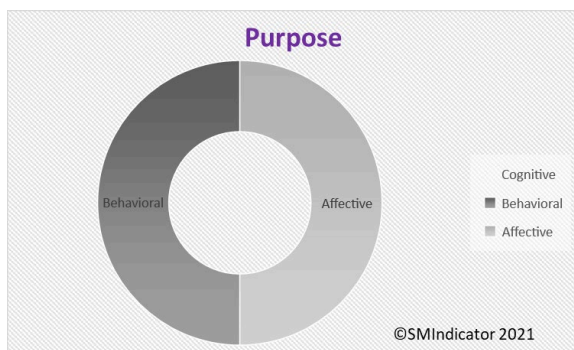 Purpose
Behavioral
Affective
Cognitive
Behavioral
Affective
©SMIndicator 2021